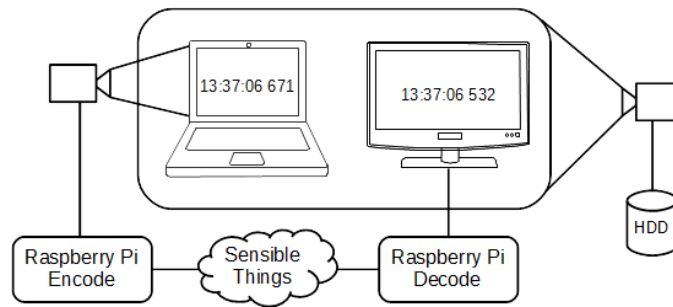 13:37:06 671
13:37:06 532
HDD
Raspberry Pi
Encode
Sensible
Things
Raspberry Pi
Decode